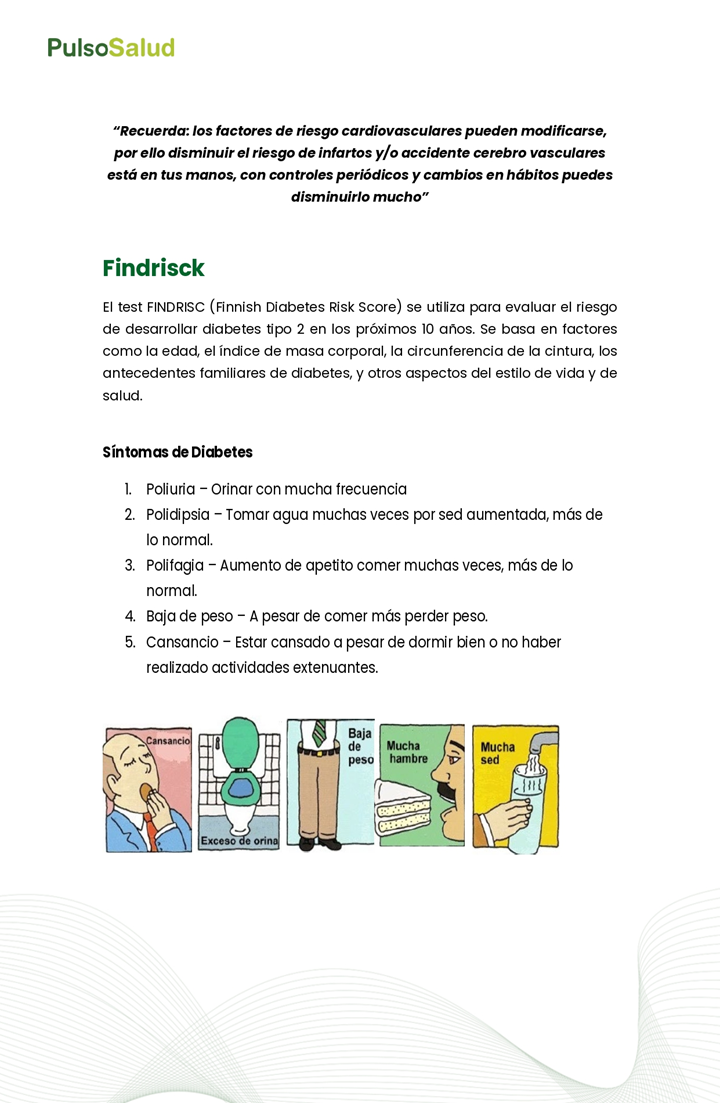 PulsoSalud
“Recuerda: los factores de riesgo cardiovasculares pueden modificarse,
por ello disminuir el riesgo de infartos y/o accidente cerebro vasculares
está en tus manos, con controles periódicos y cambios en hábitos puedes
disminuirlo mucho”
Findrisck
El test FINDRISC (Finnish Diabetes Risk Score) se utiliza para evaluar el riesgo
de desarrollar diabetes tipo 2 en los próximos 10 años. Se basa en factores
como la edad, el índice de masa corporal, la circunferencia de la cintura, los
antecedentes familiares de diabetes, y otros aspectos del estilo de vida y de
salud.
Síntomas de Diabetes
1. Poliuria – Orinar con mucha frecuencia
2. Polidipsia – Tomar agua muchas veces por sed aumentada, más de
lo normal.
3. Polifagia – Aumento de apetito comer muchas veces, más de lo
normal.
4. Baja de peso – A pesar de comer más perder peso.
5. Cansancio – Estar cansado a pesar de dormir bien o no haber
realizado actividades extenuantes.
Cansancio
Exceso de orina
Baja
de
peso
Mucha
hambre
Mucha
sed